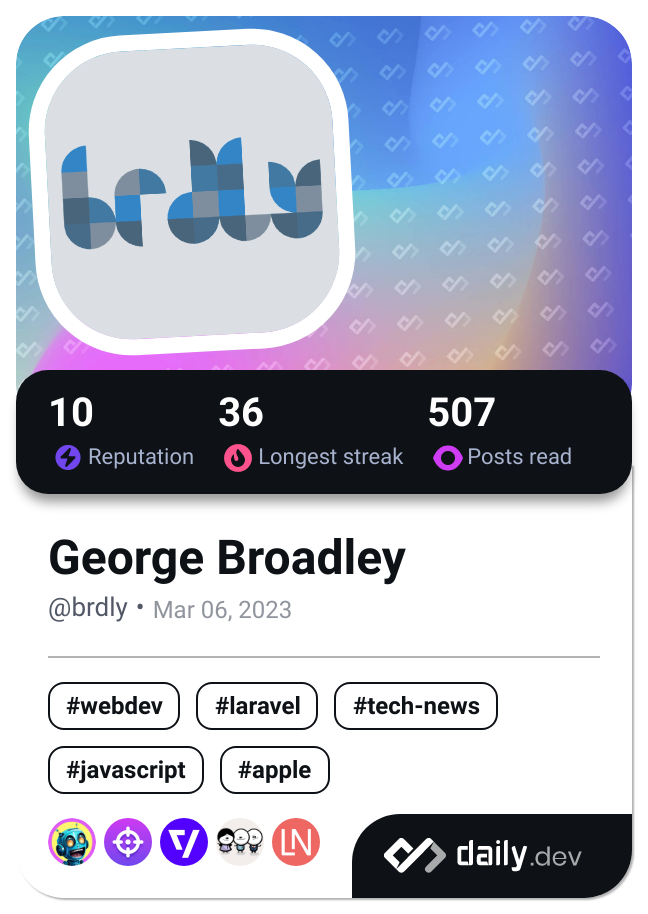 brdly
10 36 507
Reputation Longest streak Posts read
George Broadley
@brdly • Mar 06, 2023
#webdev #laravel #tech-news
#javascript #apple
LN daily.dev